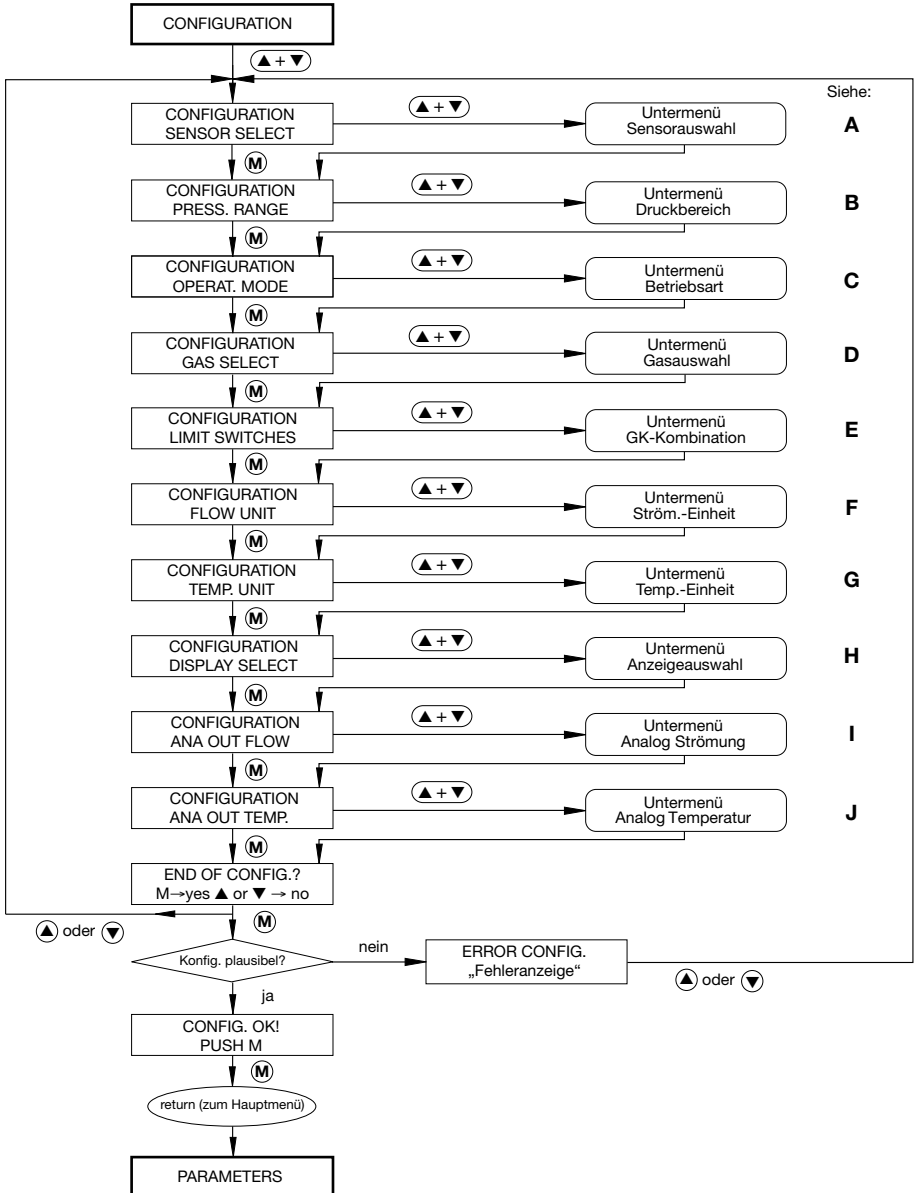 CONFIGURATION
▲ + ▼
Siehe:
CONFIGURATION
SENSOR SELECT
▲ + ▼
Untermenü
Sensorauswahl
A
M
CONFIGURATION
PRESS. RANGE
▲ + ▼
Untermenü
Druckbereich
B
M
CONFIGURATION
OPERAT. MODE
▲ + ▼
Untermenü
Betriebsart
C
M
CONFIGURATION
GAS SELECT
▲ + ▼
Untermenü
Gasauswahl
D
M
CONFIGURATION
LIMIT SWITCHES
▲ + ▼
Untermenü
GK-Kombination
E
M
CONFIGURATION
FLOW UNIT
▲ + ▼
Untermenü
Ström.-Einheit
F
M
CONFIGURATION
TEMP. UNIT
▲ + ▼
Untermenü
Temp.-Einheit
G
M
CONFIGURATION
DISPLAY SELECT
▲ + ▼
Untermenü
Anzeigeauswahl
H
M
CONFIGURATION
ANA OUT FLOW
▲ + ▼
Untermenü
Analog Strömung
I
M
CONFIGURATION
ANA OUT TEMP.
▲ + ▼
Untermenü
Analog Temperatur
J
M
END OF CONFIG.?
M→yes ▲ or ▼ → no
▲ oder ▼
M
Konfig. plausibel?
nein
ERROR CONFIG.
„Fehleranzeige“
▲ oder ▼
ja
CONFIG. OK!
PUSH M
M
return (zum Hauptmenü)
PARAMETERS